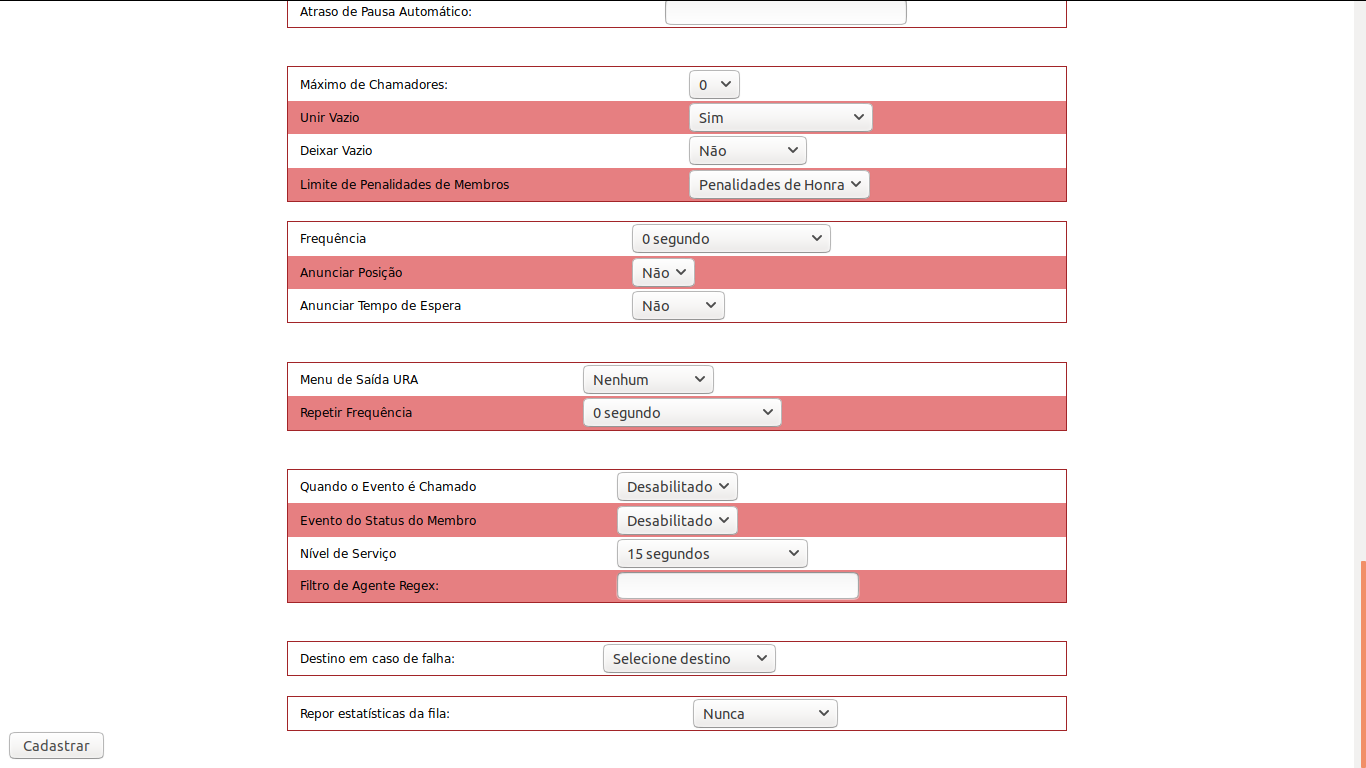 Atraso de Pausa Automático:
Máximo de Chamadores: 0
Unir Vazio Sim
Deixar Vazio Não
Limite de Penalidades de Membros Penalidades de Honra
Frequência 0 segundo
Anunciar Posição Não
Anunciar Tempo de Espera Não
Menu de Saída URA Nenhum
Repetir Frequência 0 segundo
Quando o Evento é Chamado Desabilitado
Evento do Status do Membro Desabilitado
Nível de Serviço 15 segundos
Filtro de Agente Regex:
Destino em caso de falha: Selecione destino
Repor estatísticas da fila: Nunca
Cadastrar